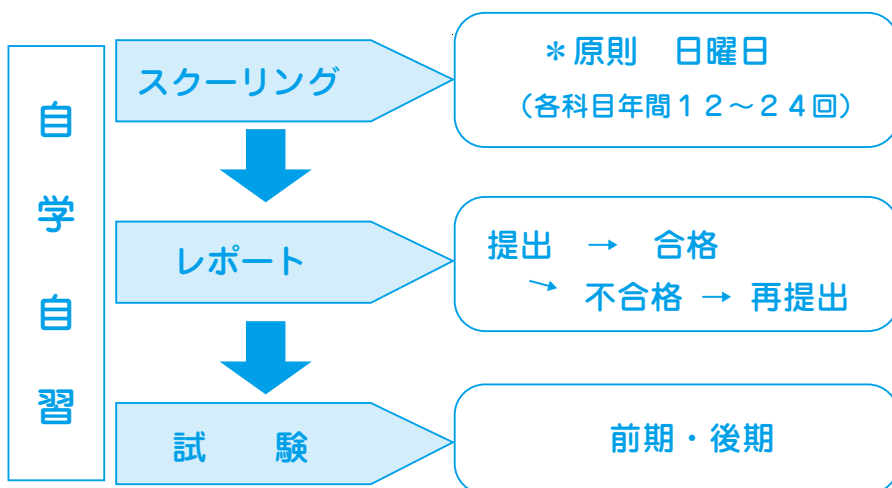 自学自習
スクーリング
＊原則　日曜日
（各科目年間１２～２４回）
レポート
提出　→　合格
→　不合格 → 再提出
試　験
前期・後期